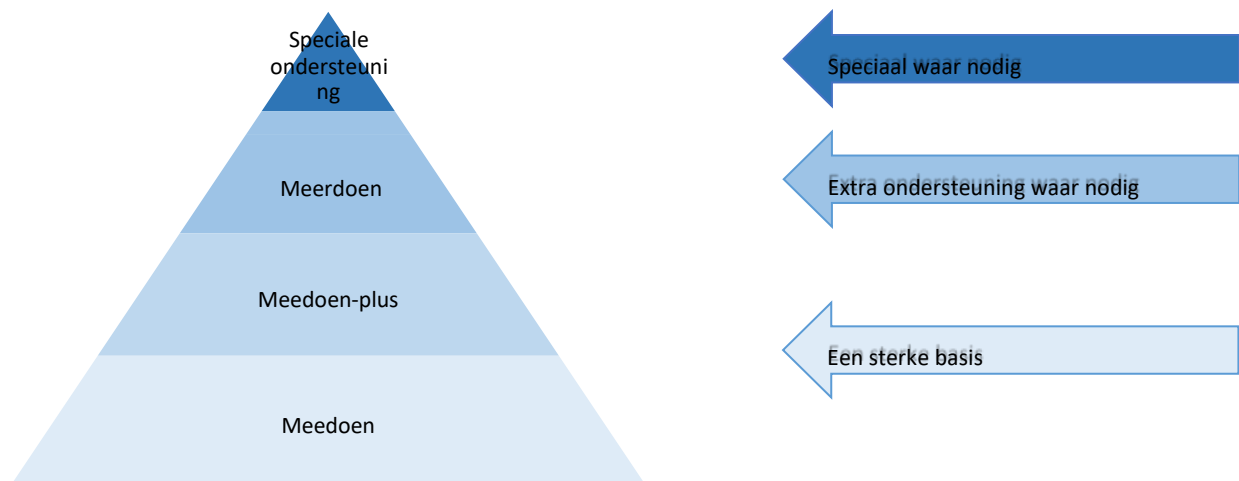 Speciale
ondersteuni
ng
Meerdoen
Meedoen-plus
Meedoen
Speciaal waar nodig
Extra ondersteuning waar nodig
Een sterke basis